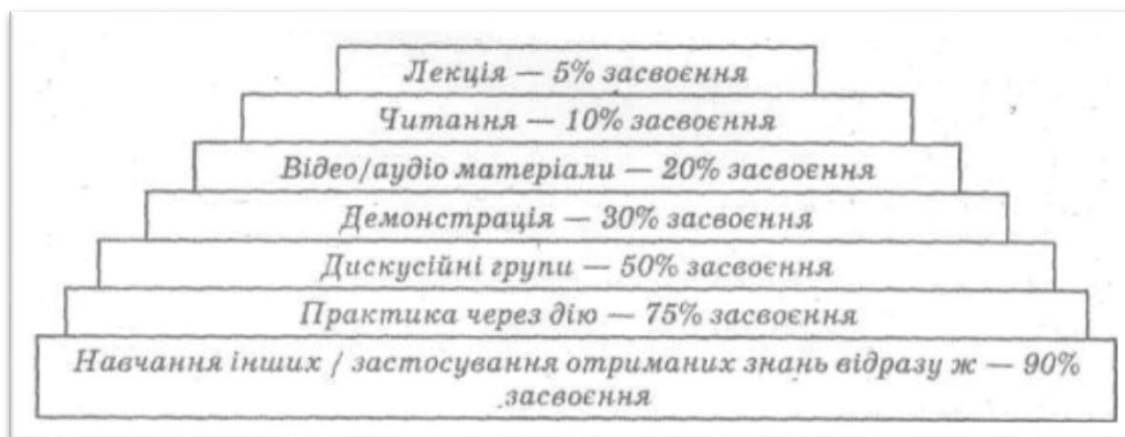 Лекція — 5% засвоєння
Читання — 10% засвоєння
Відео/аудіо матеріали — 20% засвоєння
Демонстрація — 30% засвоєння
Дискусійні групи — 50% засвоєння
Практика через дію — 75% засвоєння
Навчання інших / застосування отриманих знань відразу ж — 90%
засвоєння